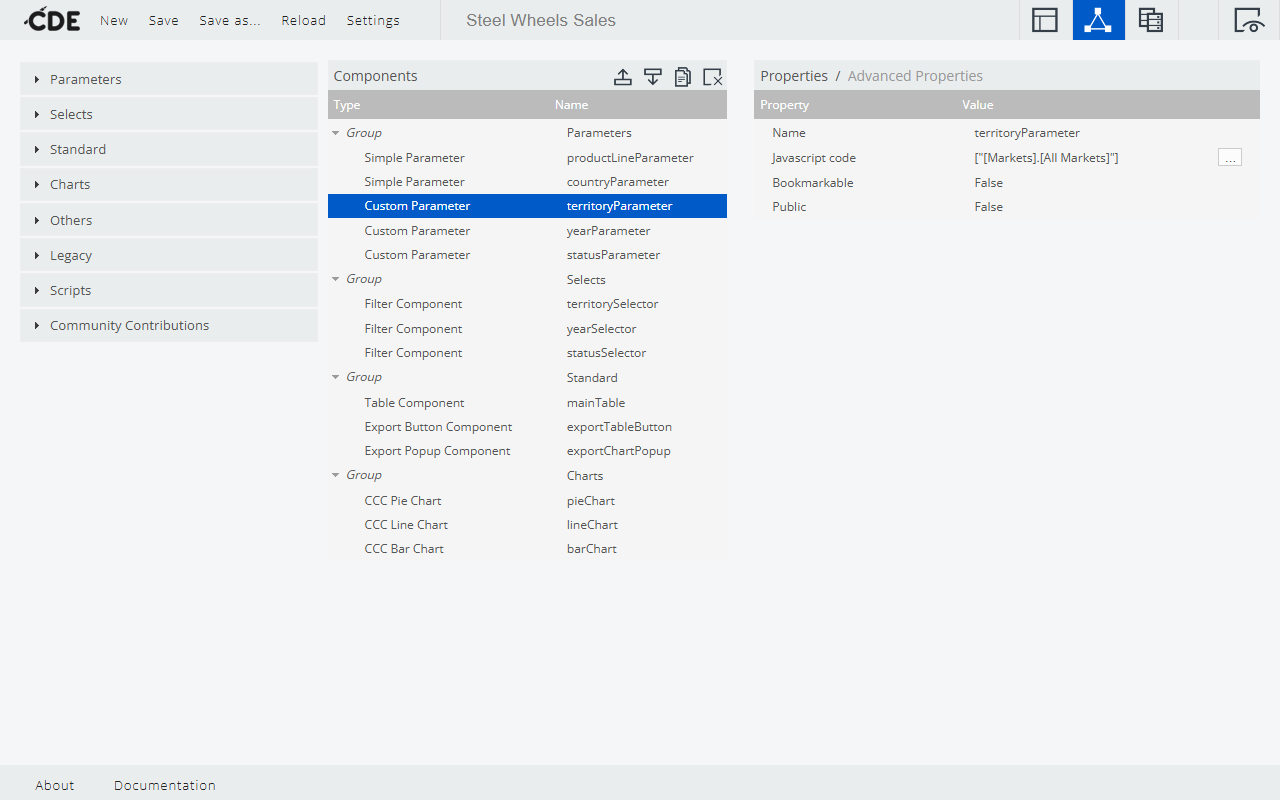 CDE New Save Save as... Reload Settings Steel Wheels Sales
Parameters
Selects
Standard
Charts
Others
Legacy
Scripts
Community Contributions
Components
Type Name
Group Parameters
Simple Parameter productLineParameter
Simple Parameter countryParameter
Custom Parameter territoryParameter
Custom Parameter yearParameter
Custom Parameter statusParameter
Group Selects
Filter Component territorySelector
Filter Component yearSelector
Filter Component statusSelector
Group Standard
Table Component mainTable
Export Button Component exportTableButton
Export Popup Component exportChartPopup
Group Charts
CCC Pie Chart pieChart
CCC Line Chart lineChart
CCC Bar Chart barChart
Properties / Advanced Properties
Property Value
Name territoryParameter
Javascript code ["[Markets].[All Markets]"] ...
Bookmarkable False
Public False
About Documentation